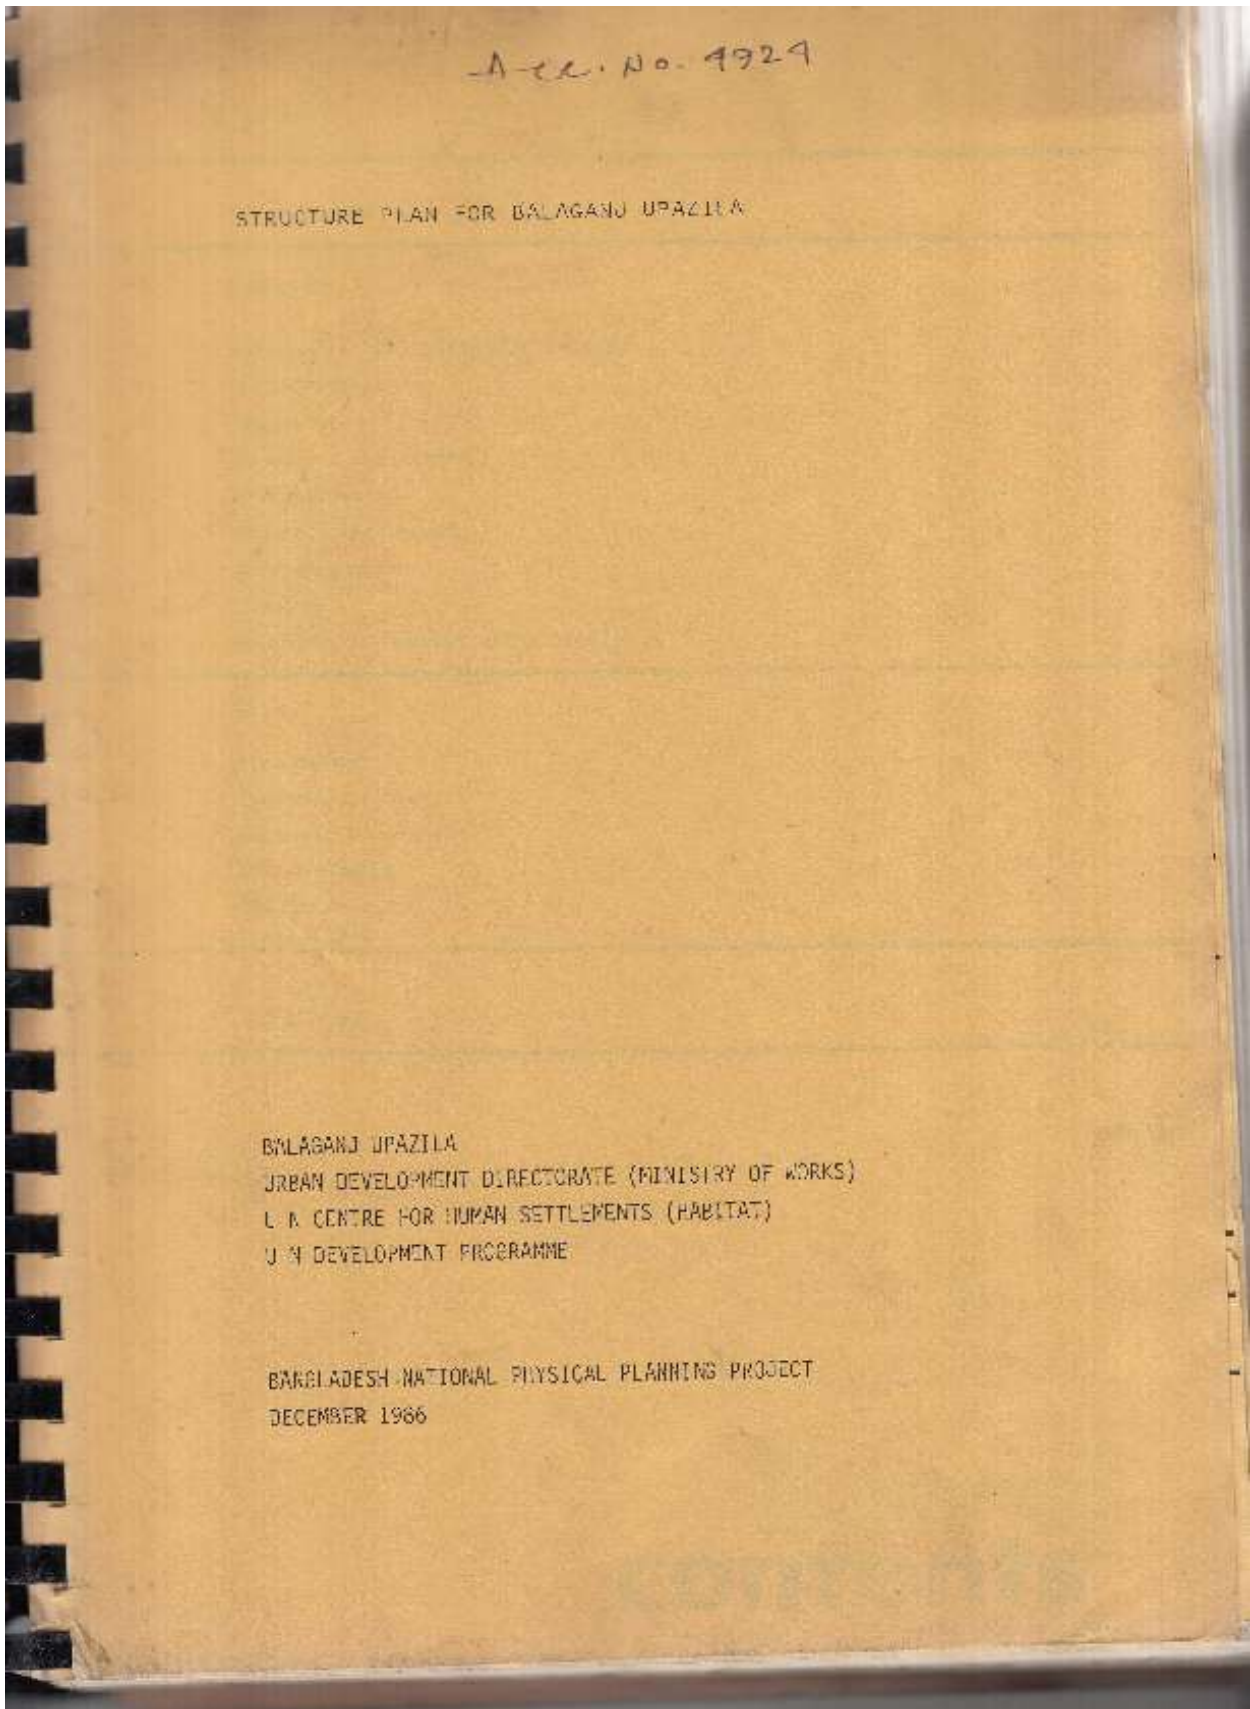 Acc. No. 4924
STRUCTURE PLAN FOR BALAGANJ UPAZILA
BALAGANJ UPAZILA
URBAN DEVELOPMENT DIRECTORATE (MINISTRY OF WORKS)
U N CENTRE FOR HUMAN SETTLEMENTS (HABITAT)
U N DEVELOPMENT PROGRAMME
BANGLADESH NATIONAL PHYSICAL PLANNING PROJECT
DECEMBER 1986